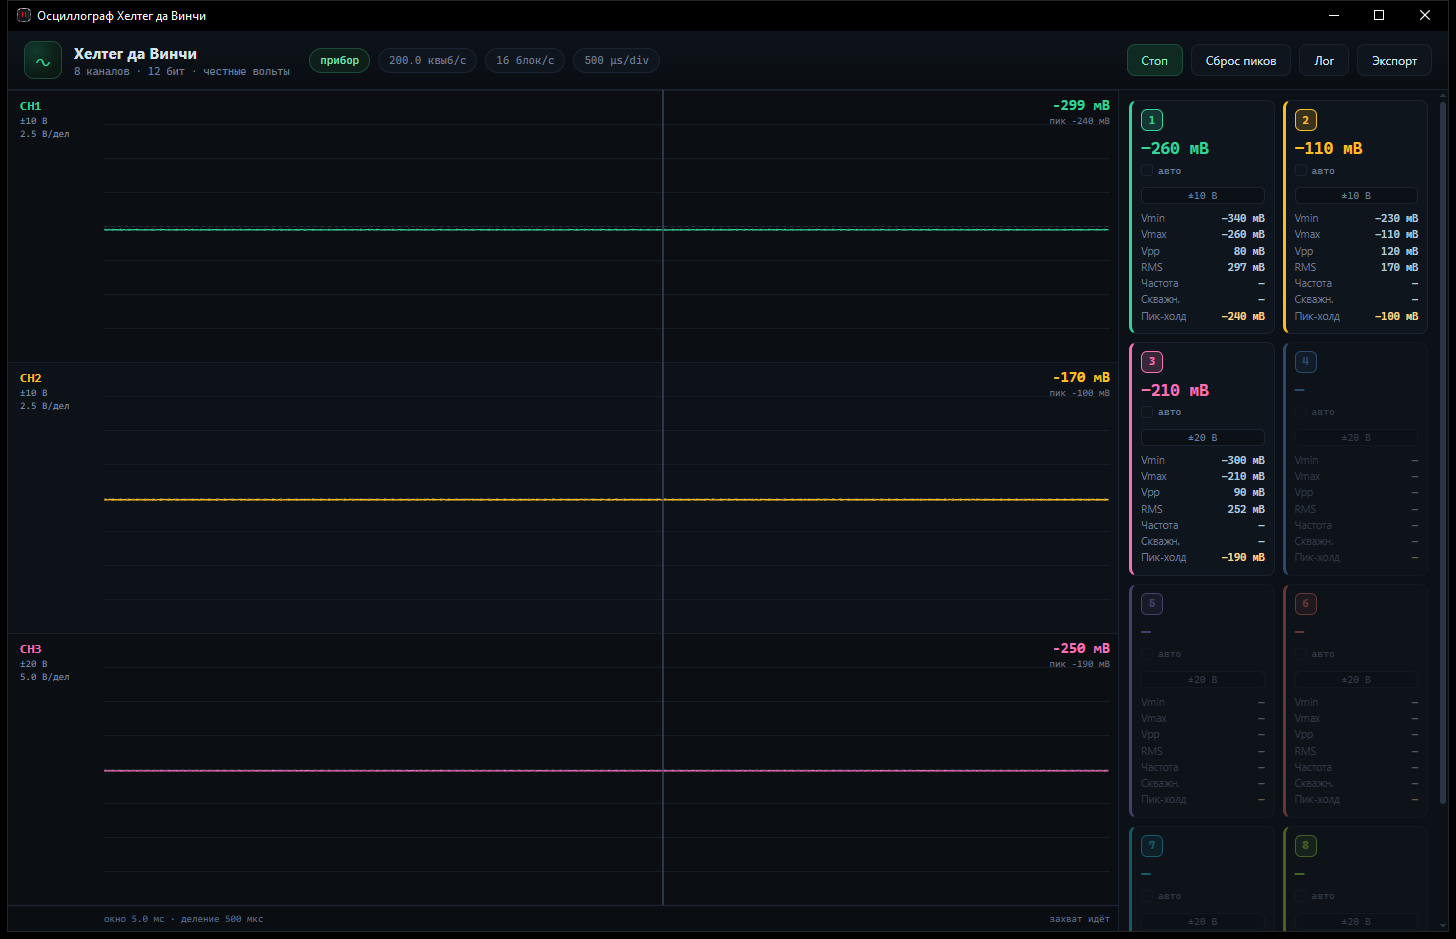 Осциллограф Хелтег да Винчи
Хелтег да Винчи
8 каналов · 12 бит · честные вольты
прибор
200.0 квыб/с
16 блок/с
500 µs/div
Стоп
Сброс пиков
Лог
Экспорт
CH1
±10 В
2.5 В/дел
-299 мВ
пик -240 мВ
CH2
±10 В
2.5 В/дел
-170 мВ
пик -100 мВ
CH3
±20 В
5.0 В/дел
-250 мВ
пик -190 мВ
окно 5.0 мс · деление 500 мкс
захват идёт
1
−260 мВ
авто
±10 В
Vmin −340 мВ
Vmax −260 мВ
Vpp 80 мВ
RMS 297 мВ
Частота —
Скважн. —
Пик-холд −240 мВ
2
−110 мВ
авто
±10 В
Vmin −230 мВ
Vmax −110 мВ
Vpp 120 мВ
RMS 170 мВ
Частота —
Скважн. —
Пик-холд −100 мВ
3
−210 мВ
авто
±20 В
Vmin −300 мВ
Vmax −210 мВ
Vpp 90 мВ
RMS 252 мВ
Частота —
Скважн. —
Пик-холд −190 мВ
4
—
авто
±20 В
Vmin —
Vmax —
Vpp —
RMS —
Частота —
Скважн. —
Пик-холд —
5
—
авто
±20 В
Vmin —
Vmax —
Vpp —
RMS —
Частота —
Скважн. —
Пик-холд —
6
—
авто
±20 В
Vmin —
Vmax —
Vpp —
RMS —
Частота —
Скважн. —
Пик-холд —
7
—
авто
±20 В
8
—
авто
±20 В